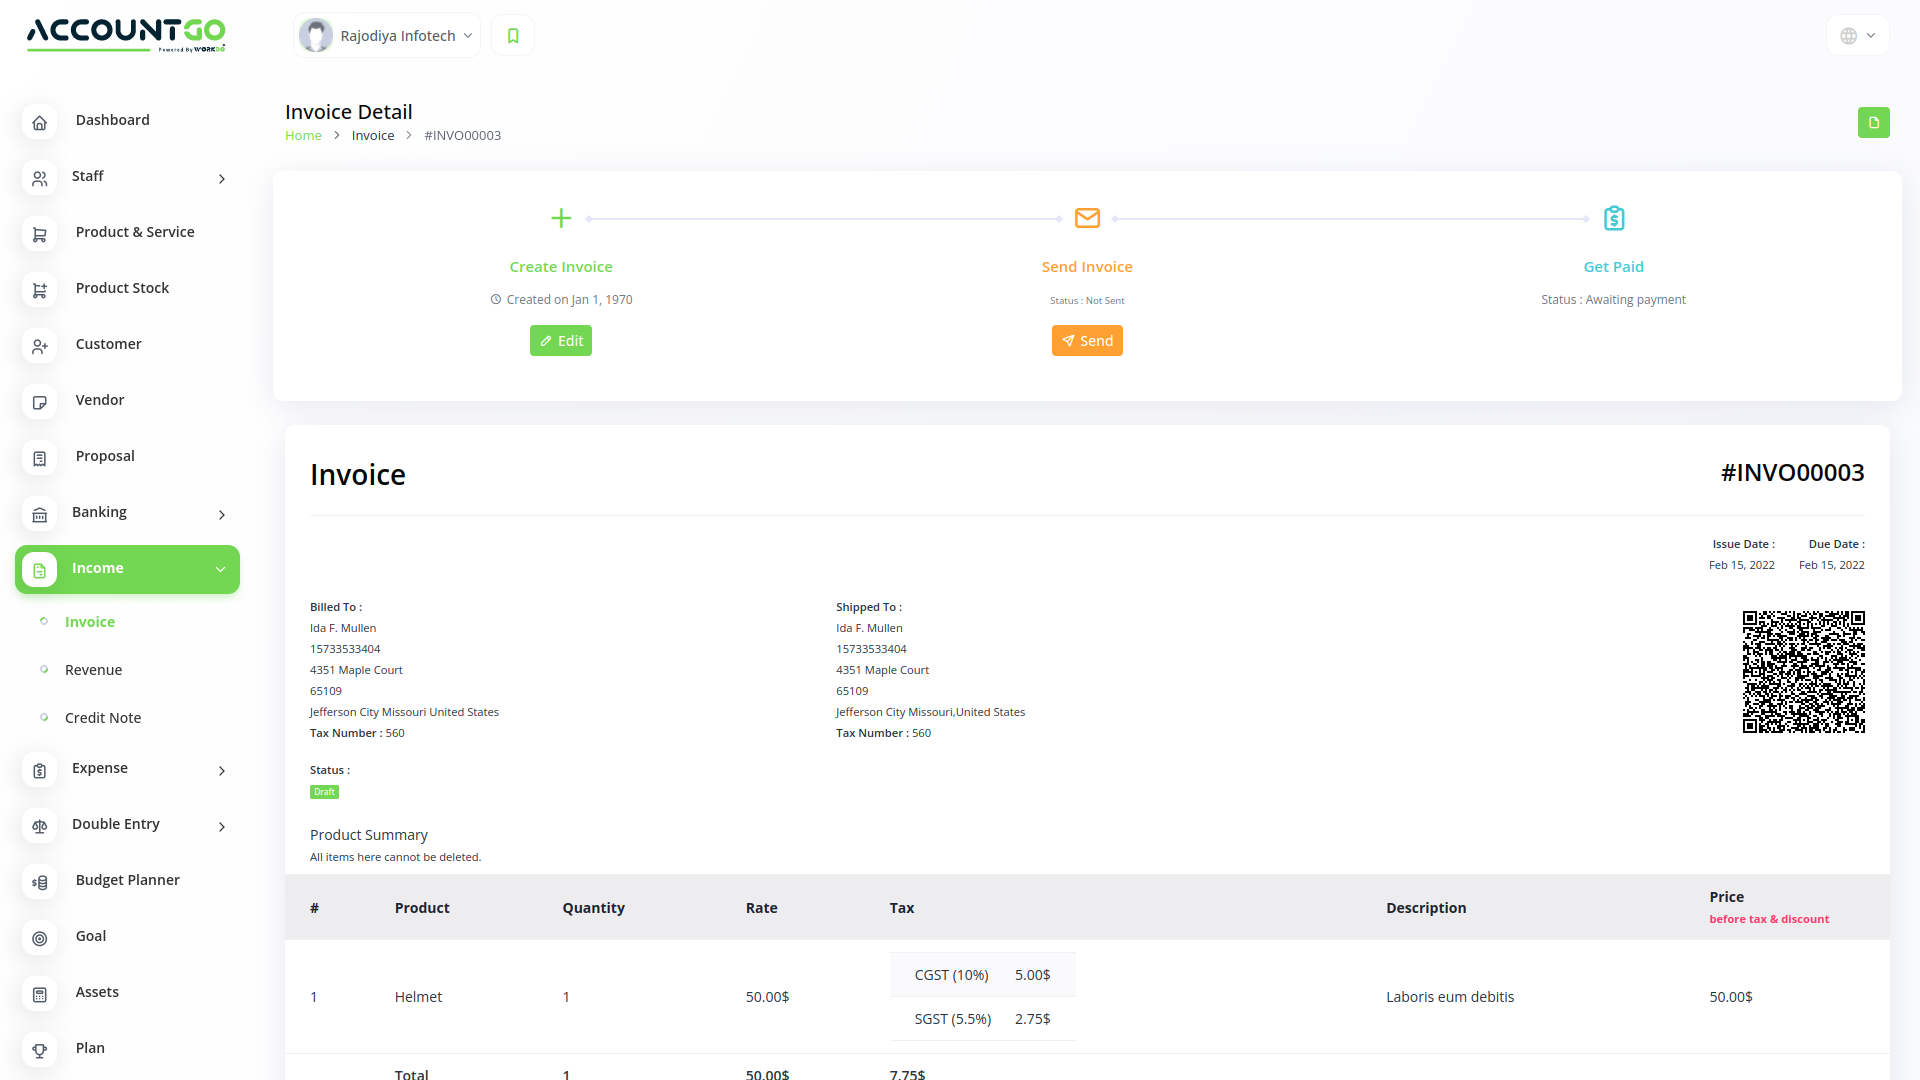 ACCOUNTGO
Powered By WORKDO
Rajodiya Infotech
Dashboard
Staff
Product & Service
Product Stock
Customer
Vendor
Proposal
Banking
Income
Invoice
Revenue
Credit Note
Expense
Double Entry
Budget Planner
Goal
Assets
Plan
Invoice Detail
Home > Invoice > #INVO00003
Create Invoice
Created on Jan 1, 1970
Edit
Send Invoice
Status : Not Sent
Send
Get Paid
Status : Awaiting payment
Invoice #INVO00003
Issue Date : Due Date :
Feb 15, 2022 Feb 15, 2022
Billed To :
Ida F. Mullen
15733533404
4351 Maple Court
65109
Jefferson City Missouri United States
Tax Number : 560
Shipped To :
Ida F. Mullen
15733533404
4351 Maple Court
65109
Jefferson City Missouri,United States
Tax Number : 560
Status :
Draft
Product Summary
All items here cannot be deleted.
# Product Quantity Rate Tax Description Price
before tax & discount
CGST (10%) 5.00$
1 Helmet 1 50.00$ Laboris eum debitis 50.00$
SGST (5.5%) 2.75$
Total 1 50.00$ 7.75$